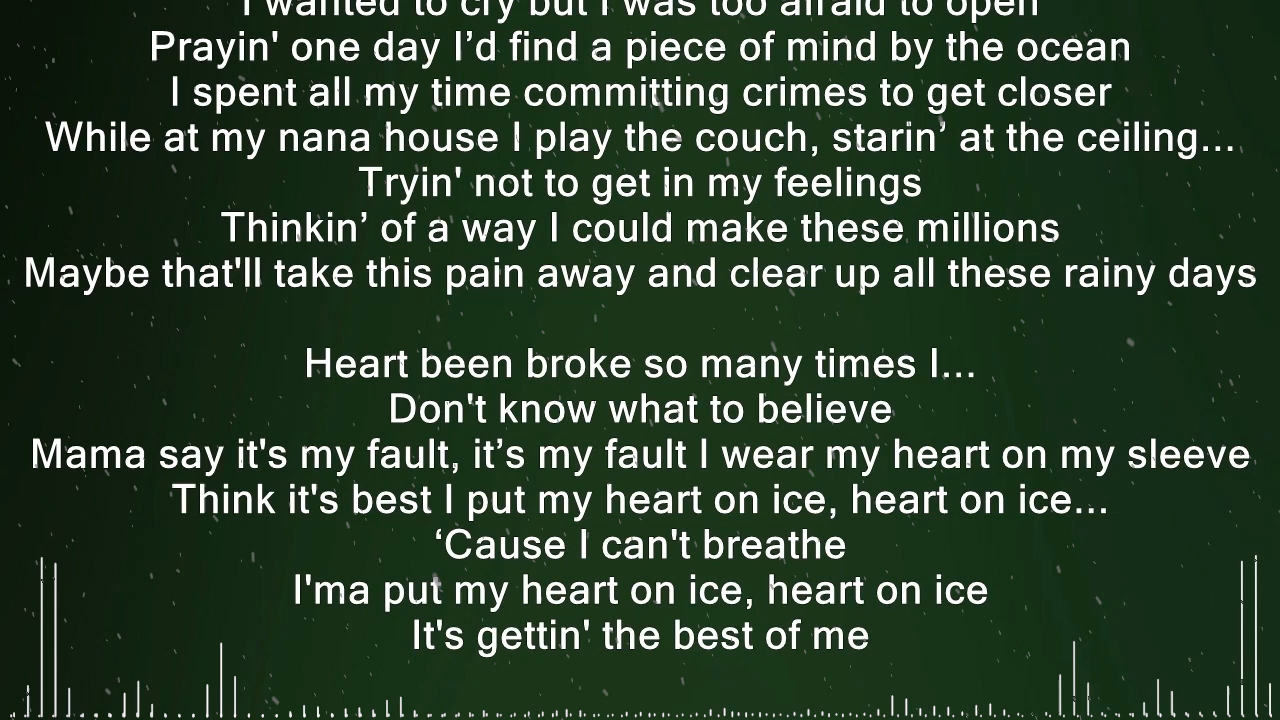 I wanted to cry but I was too afraid to open
Prayin' one day I’d find a piece of mind by the ocean
I spent all my time committing crimes to get closer
While at my nana house I play the couch, starin’ at the ceiling...
Tryin' not to get in my feelings
Thinkin’ of a way I could make these millions
Maybe that'll take this pain away and clear up all these rainy days
Heart been broke so many times I...
Don't know what to believe
Mama say it's my fault, it’s my fault I wear my heart on my sleeve
Think it's best I put my heart on ice, heart on ice...
‘Cause I can't breathe
I'ma put my heart on ice, heart on ice
It's gettin' the best of me